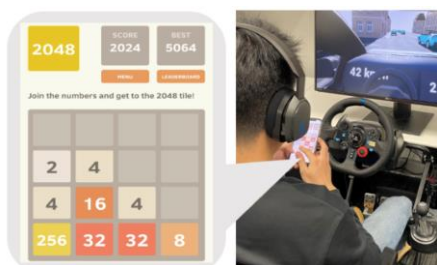 2048
SCORE
2024
BEST
5064
MENU
LEADERBOARD
Join the numbers and get to the 2048 tile!
2 4
4 16 4
256 32 32 8
42 km